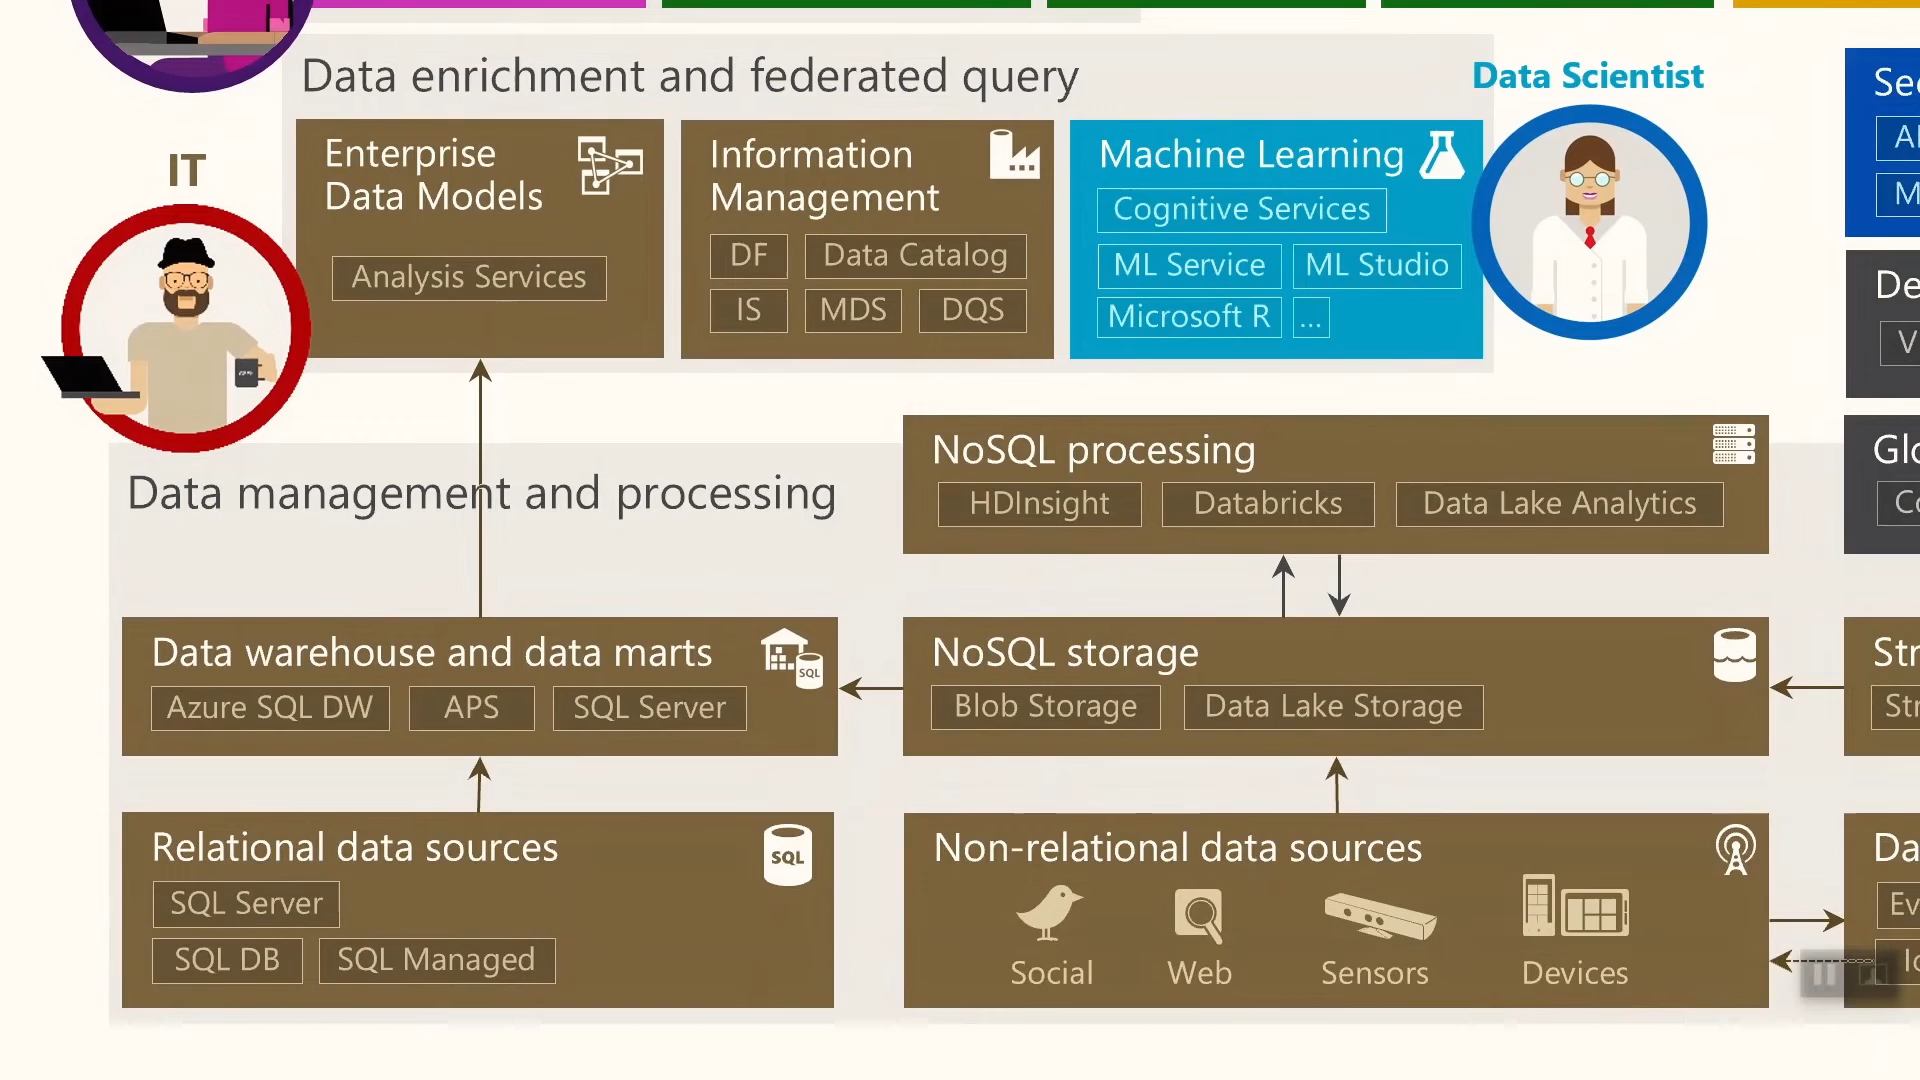 Data enrichment and federated query
Data Scientist
IT
Enterprise
Data Models
Analysis Services
Information
Management
DF
Data Catalog
IS
MDS
DQS
Machine Learning
Cognitive Services
ML Service
ML Studio
Microsoft R
...
Data management and processing
NoSQL processing
HDInsight
Databricks
Data Lake Analytics
Data warehouse and data marts
SQL
Azure SQL DW
APS
SQL Server
NoSQL storage
Blob Storage
Data Lake Storage
Relational data sources
SQL
SQL Server
SQL DB
SQL Managed
Non-relational data sources
Social
Web
Sensors
Devices